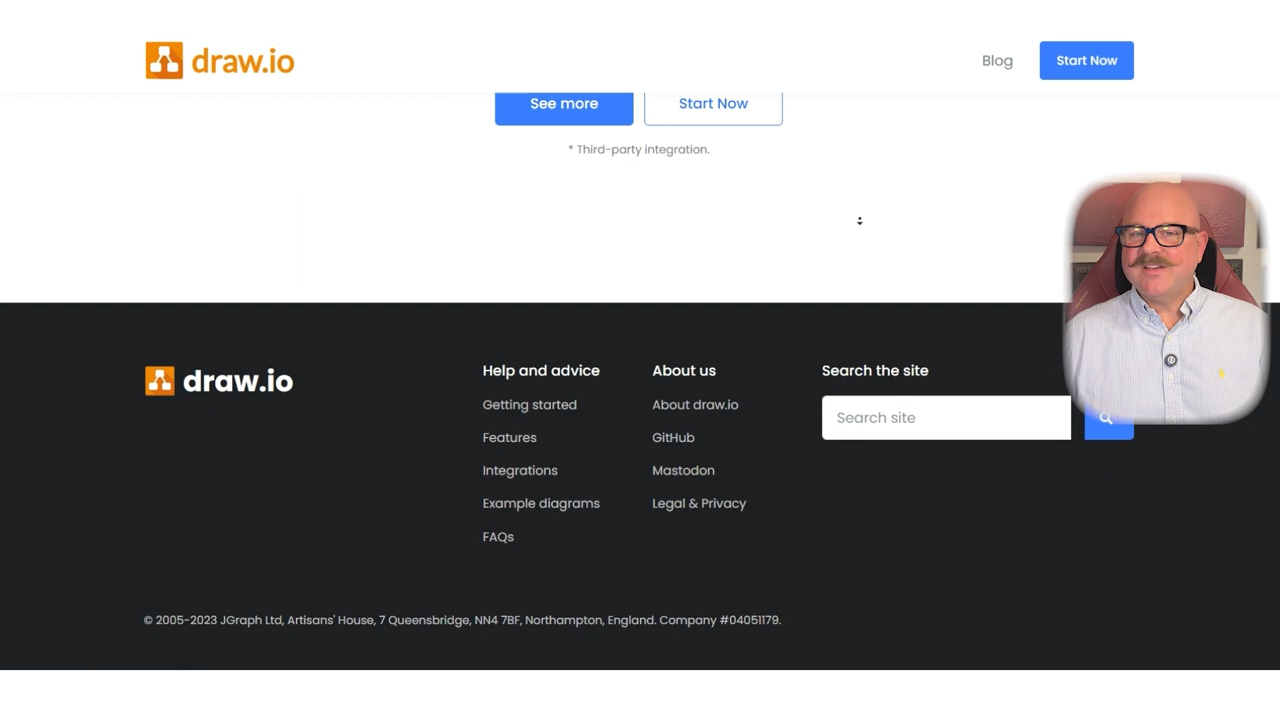 draw.io
Blog
Start Now
See more
Start Now
* Third-party integration.
draw.io
Help and advice
Getting started
Features
Integrations
Example diagrams
FAQs
About us
About draw.io
GitHub
Mastodon
Legal & Privacy
Search the site
Search site
© 2005-2023 JGraph Ltd, Artisans' House, 7 Queensbridge, NN4 7BF, Northampton, England. Company #04051179.